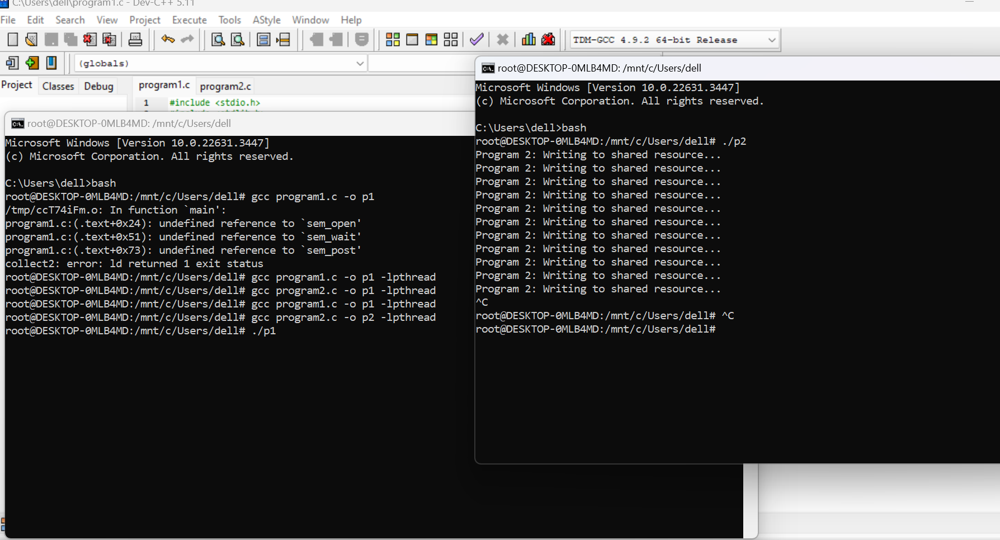 C:\Users\dell\program1.c - Dev-C++ 5.11
File Edit Search View Project Execute Tools AStyle Window Help
TDM-GCC 4.9.2 64-bit Release
(globals)
Project Classes Debug
program1.c program2.c
1 #include <stdio.h>
root@DESKTOP-0MLB4MD: /mnt/c/Users/dell
Microsoft Windows [Version 10.0.22631.3447]
(c) Microsoft Corporation. All rights reserved.
C:\Users\dell>bash
root@DESKTOP-0MLB4MD:/mnt/c/Users/dell# gcc program1.c -o p1
/tmp/ccT74iFm.o: In function `main':
program1.c:(.text+0x24): undefined reference to `sem_open'
program1.c:(.text+0x51): undefined reference to `sem_wait'
program1.c:(.text+0x73): undefined reference to `sem_post'
collect2: error: ld returned 1 exit status
root@DESKTOP-0MLB4MD:/mnt/c/Users/dell# gcc program1.c -o p1 -lpthread
root@DESKTOP-0MLB4MD:/mnt/c/Users/dell# gcc program2.c -o p1 -lpthread
root@DESKTOP-0MLB4MD:/mnt/c/Users/dell# gcc program1.c -o p1 -lpthread
root@DESKTOP-0MLB4MD:/mnt/c/Users/dell# gcc program2.c -o p2 -lpthread
root@DESKTOP-0MLB4MD:/mnt/c/Users/dell# ./p1
root@DESKTOP-0MLB4MD: /mnt/c/Users/dell
Microsoft Windows [Version 10.0.22631.3447]
(c) Microsoft Corporation. All rights reserved.
C:\Users\dell>bash
root@DESKTOP-0MLB4MD:/mnt/c/Users/dell# ./p2
Program 2: Writing to shared resource...
Program 2: Writing to shared resource...
Program 2: Writing to shared resource...
Program 2: Writing to shared resource...
Program 2: Writing to shared resource...
Program 2: Writing to shared resource...
Program 2: Writing to shared resource...
Program 2: Writing to shared resource...
Program 2: Writing to shared resource...
Program 2: Writing to shared resource...
Program 2: Writing to shared resource...
^C
root@DESKTOP-0MLB4MD:/mnt/c/Users/dell# ^C
root@DESKTOP-0MLB4MD:/mnt/c/Users/dell#